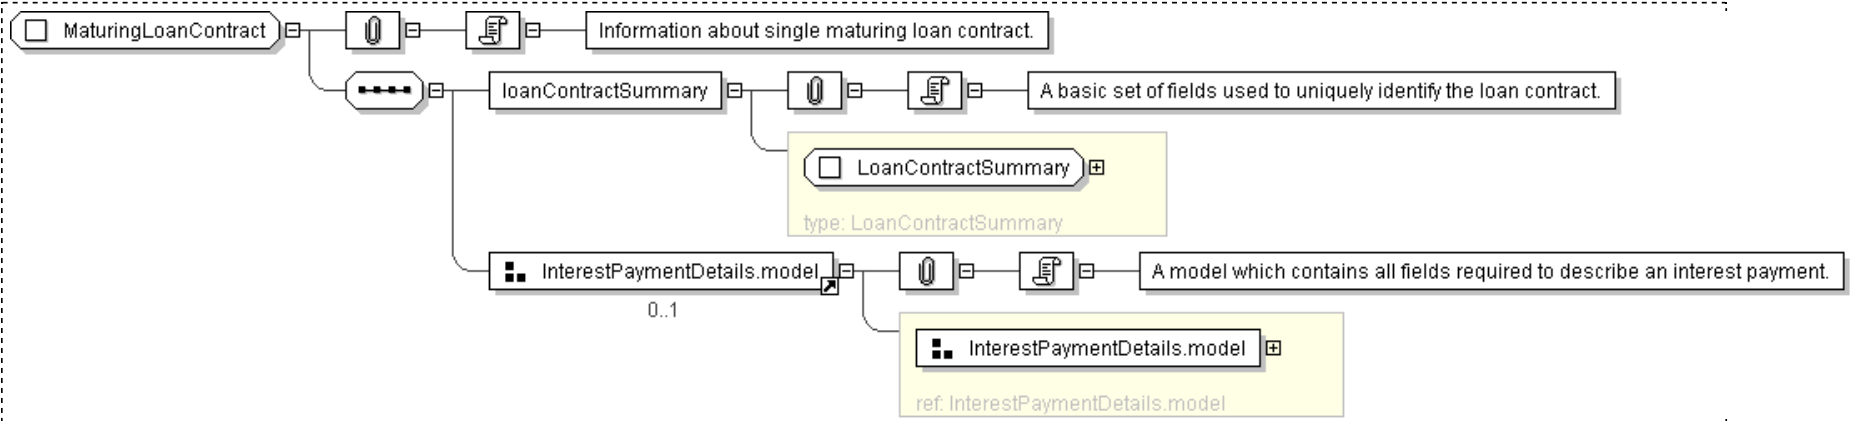 MaturingLoanContract
Information about single maturing loan contract.
loanContractSummary
A basic set of fields used to uniquely identify the loan contract.
LoanContractSummary
type: LoanContractSummary
InterestPaymentDetails.model
A model which contains all fields required to describe an interest payment.
0..1
InterestPaymentDetails.model
ref: InterestPaymentDetails.model